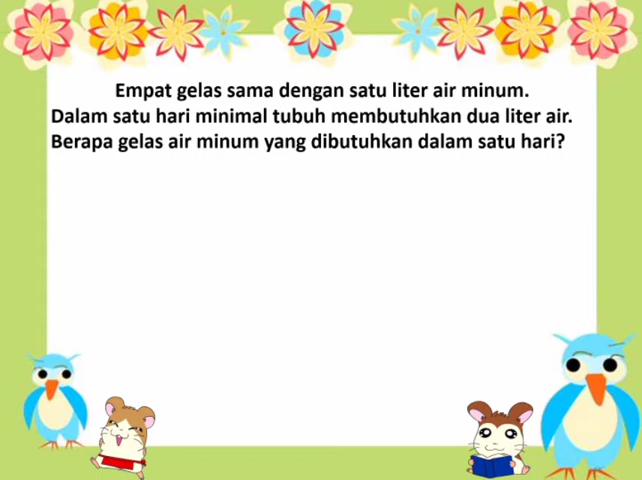 Empat gelas sama dengan satu liter air minum.
Dalam satu hari minimal tubuh membutuhkan dua liter air.
Berapa gelas air minum yang dibutuhkan dalam satu hari?